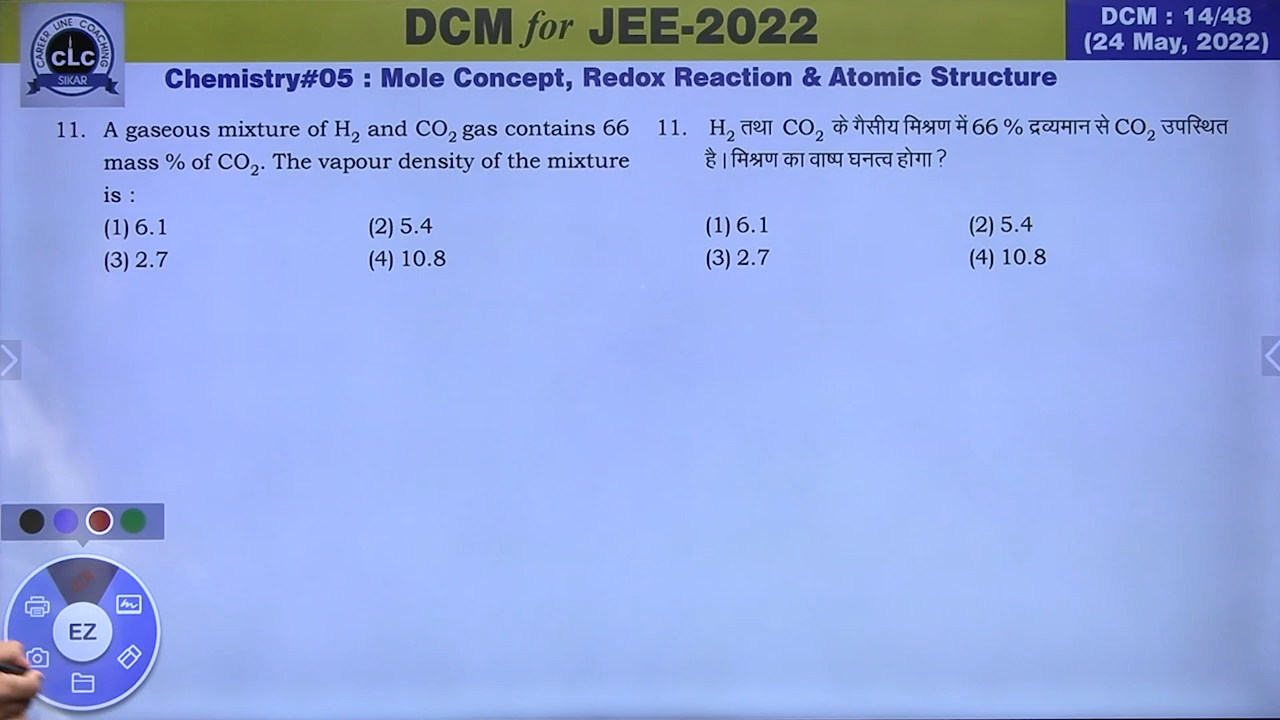 CAREER LINE COACHING
CLC
SIKAR
DCM for JEE-2022
DCM : 14/48
(24 May, 2022)
Chemistry#05 : Mole Concept, Redox Reaction & Atomic Structure
11. A gaseous mixture of H₂ and CO₂ gas contains 66
mass % of CO₂. The vapour density of the mixture
is :
(1) 6.1 (2) 5.4
(3) 2.7 (4) 10.8
11. H₂ तथा CO₂ के गैसीय मिश्रण में 66 % द्रव्यमान से CO₂ उपस्थित
है। मिश्रण का वाष्प घनत्व होगा ?
(1) 6.1 (2) 5.4
(3) 2.7 (4) 10.8
EZ